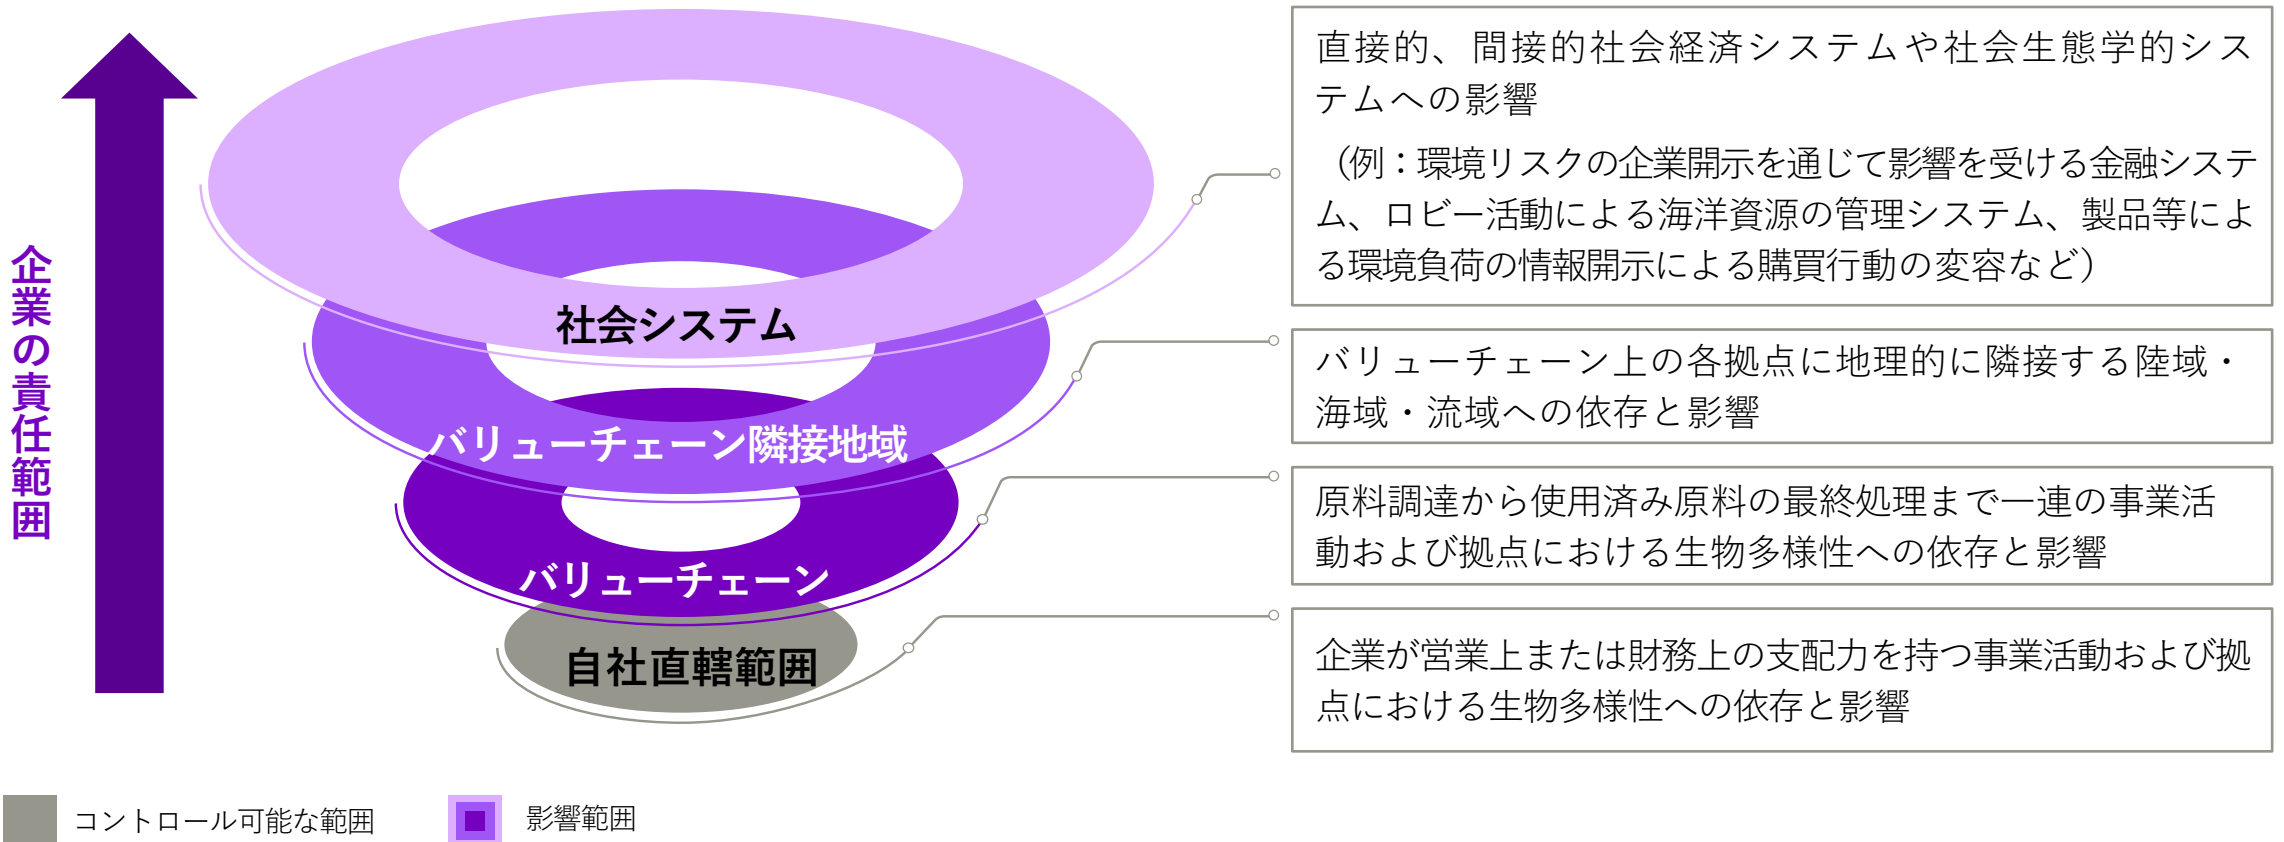 企業の責任範囲
社会システム
バリューチェーン隣接地域
バリューチェーン
自社直轄範囲
直接的、間接的社会経済システムや社会生態学的シス
テムへの影響
（例：環境リスクの企業開示を通じて影響を受ける金融システ
ム、ロビー活動による海洋資源の管理システム、製品等によ
る環境負荷の情報開示による購買行動の変容など）
バリューチェーン上の各拠点に地理的に隣接する陸域・
海域・流域への依存と影響
原料調達から使用済み原料の最終処理まで一連の事業活
動および拠点における生物多様性への依存と影響
企業が営業上または財務上の支配力を持つ事業活動および拠
点における生物多様性への依存と影響
コントロール可能な範囲
影響範囲